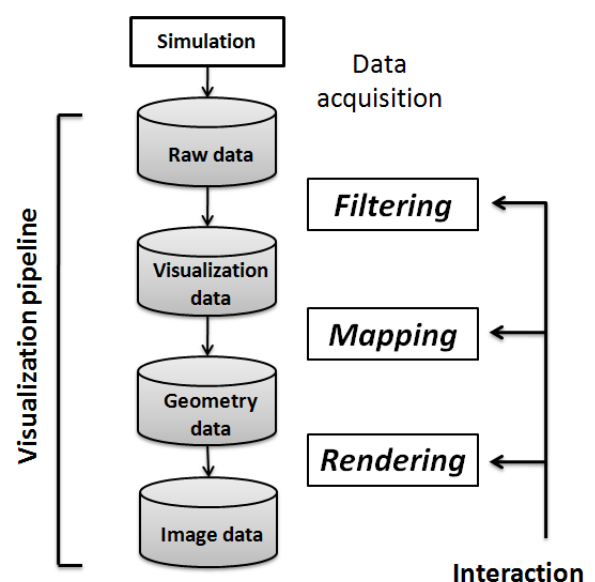 Simulation
Data
acquisition
Raw data
Filtering
Visualization
data
Mapping
Geometry
data
Rendering
Image data
Interaction
Visualization pipeline